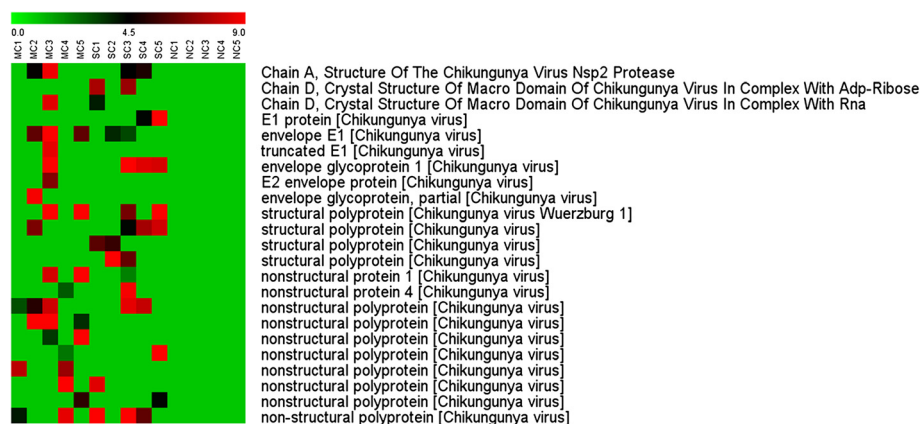 0.0 4.5 9.0
MC1 MC2 MC3 MC4 MC5 SC1 SC2 SC3 SC4 SC5 NC1 NC2 NC3 NC4 NC5
Chain A, Structure Of The Chikungunya Virus Nsp2 Protease
Chain D, Crystal Structure Of Macro Domain Of Chikungunya Virus In Complex With Adp-Ribose
Chain D, Crystal Structure Of Macro Domain Of Chikungunya Virus In Complex With Rna
E1 protein [Chikungunya virus]
envelope E1 [Chikungunya virus]
truncated E1 [Chikungunya virus]
envelope glycoprotein 1 [Chikungunya virus]
E2 envelope protein [Chikungunya virus]
envelope glycoprotein, partial [Chikungunya virus]
structural polyprotein [Chikungunya virus Wuerzburg 1]
structural polyprotein [Chikungunya virus]
structural polyprotein [Chikungunya virus]
structural polyprotein [Chikungunya virus]
nonstructural protein 1 [Chikungunya virus]
nonstructural protein 4 [Chikungunya virus]
nonstructural polyprotein [Chikungunya virus]
nonstructural polyprotein [Chikungunya virus]
nonstructural polyprotein [Chikungunya virus]
nonstructural polyprotein [Chikungunya virus]
nonstructural polyprotein [Chikungunya virus]
nonstructural polyprotein [Chikungunya virus]
nonstructural polyprotein [Chikungunya virus]
non-structural polyprotein [Chikungunya virus]